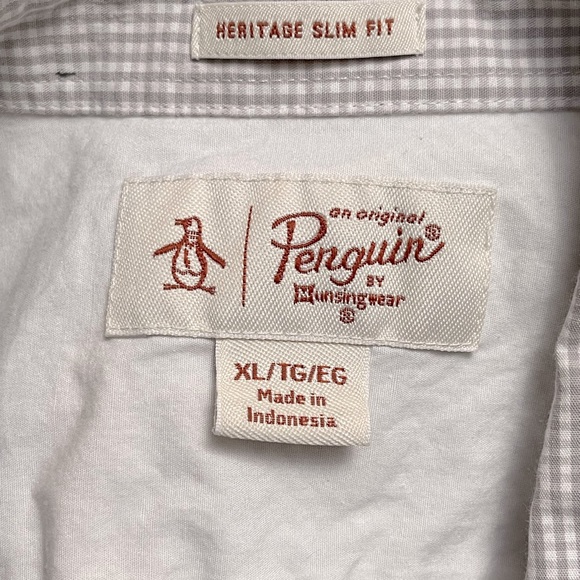 HERITAGE SLIM FIT
an original
Penguin®
BY
Munsingwear
®
XL/TG/EG
Made in
Indonesia